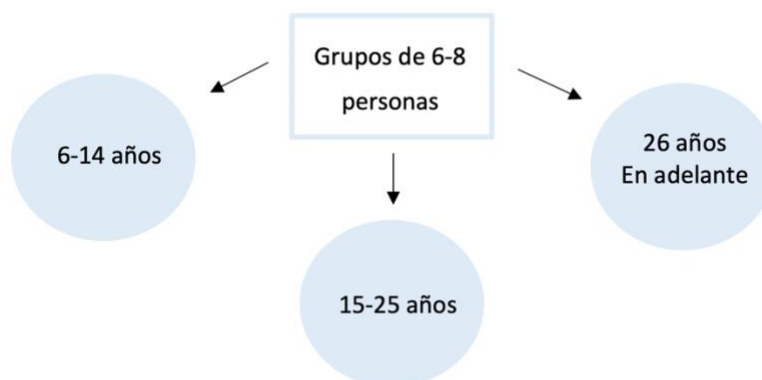 Grupos de 6-8
personas
6-14 años
26 años
En adelante
15-25 años